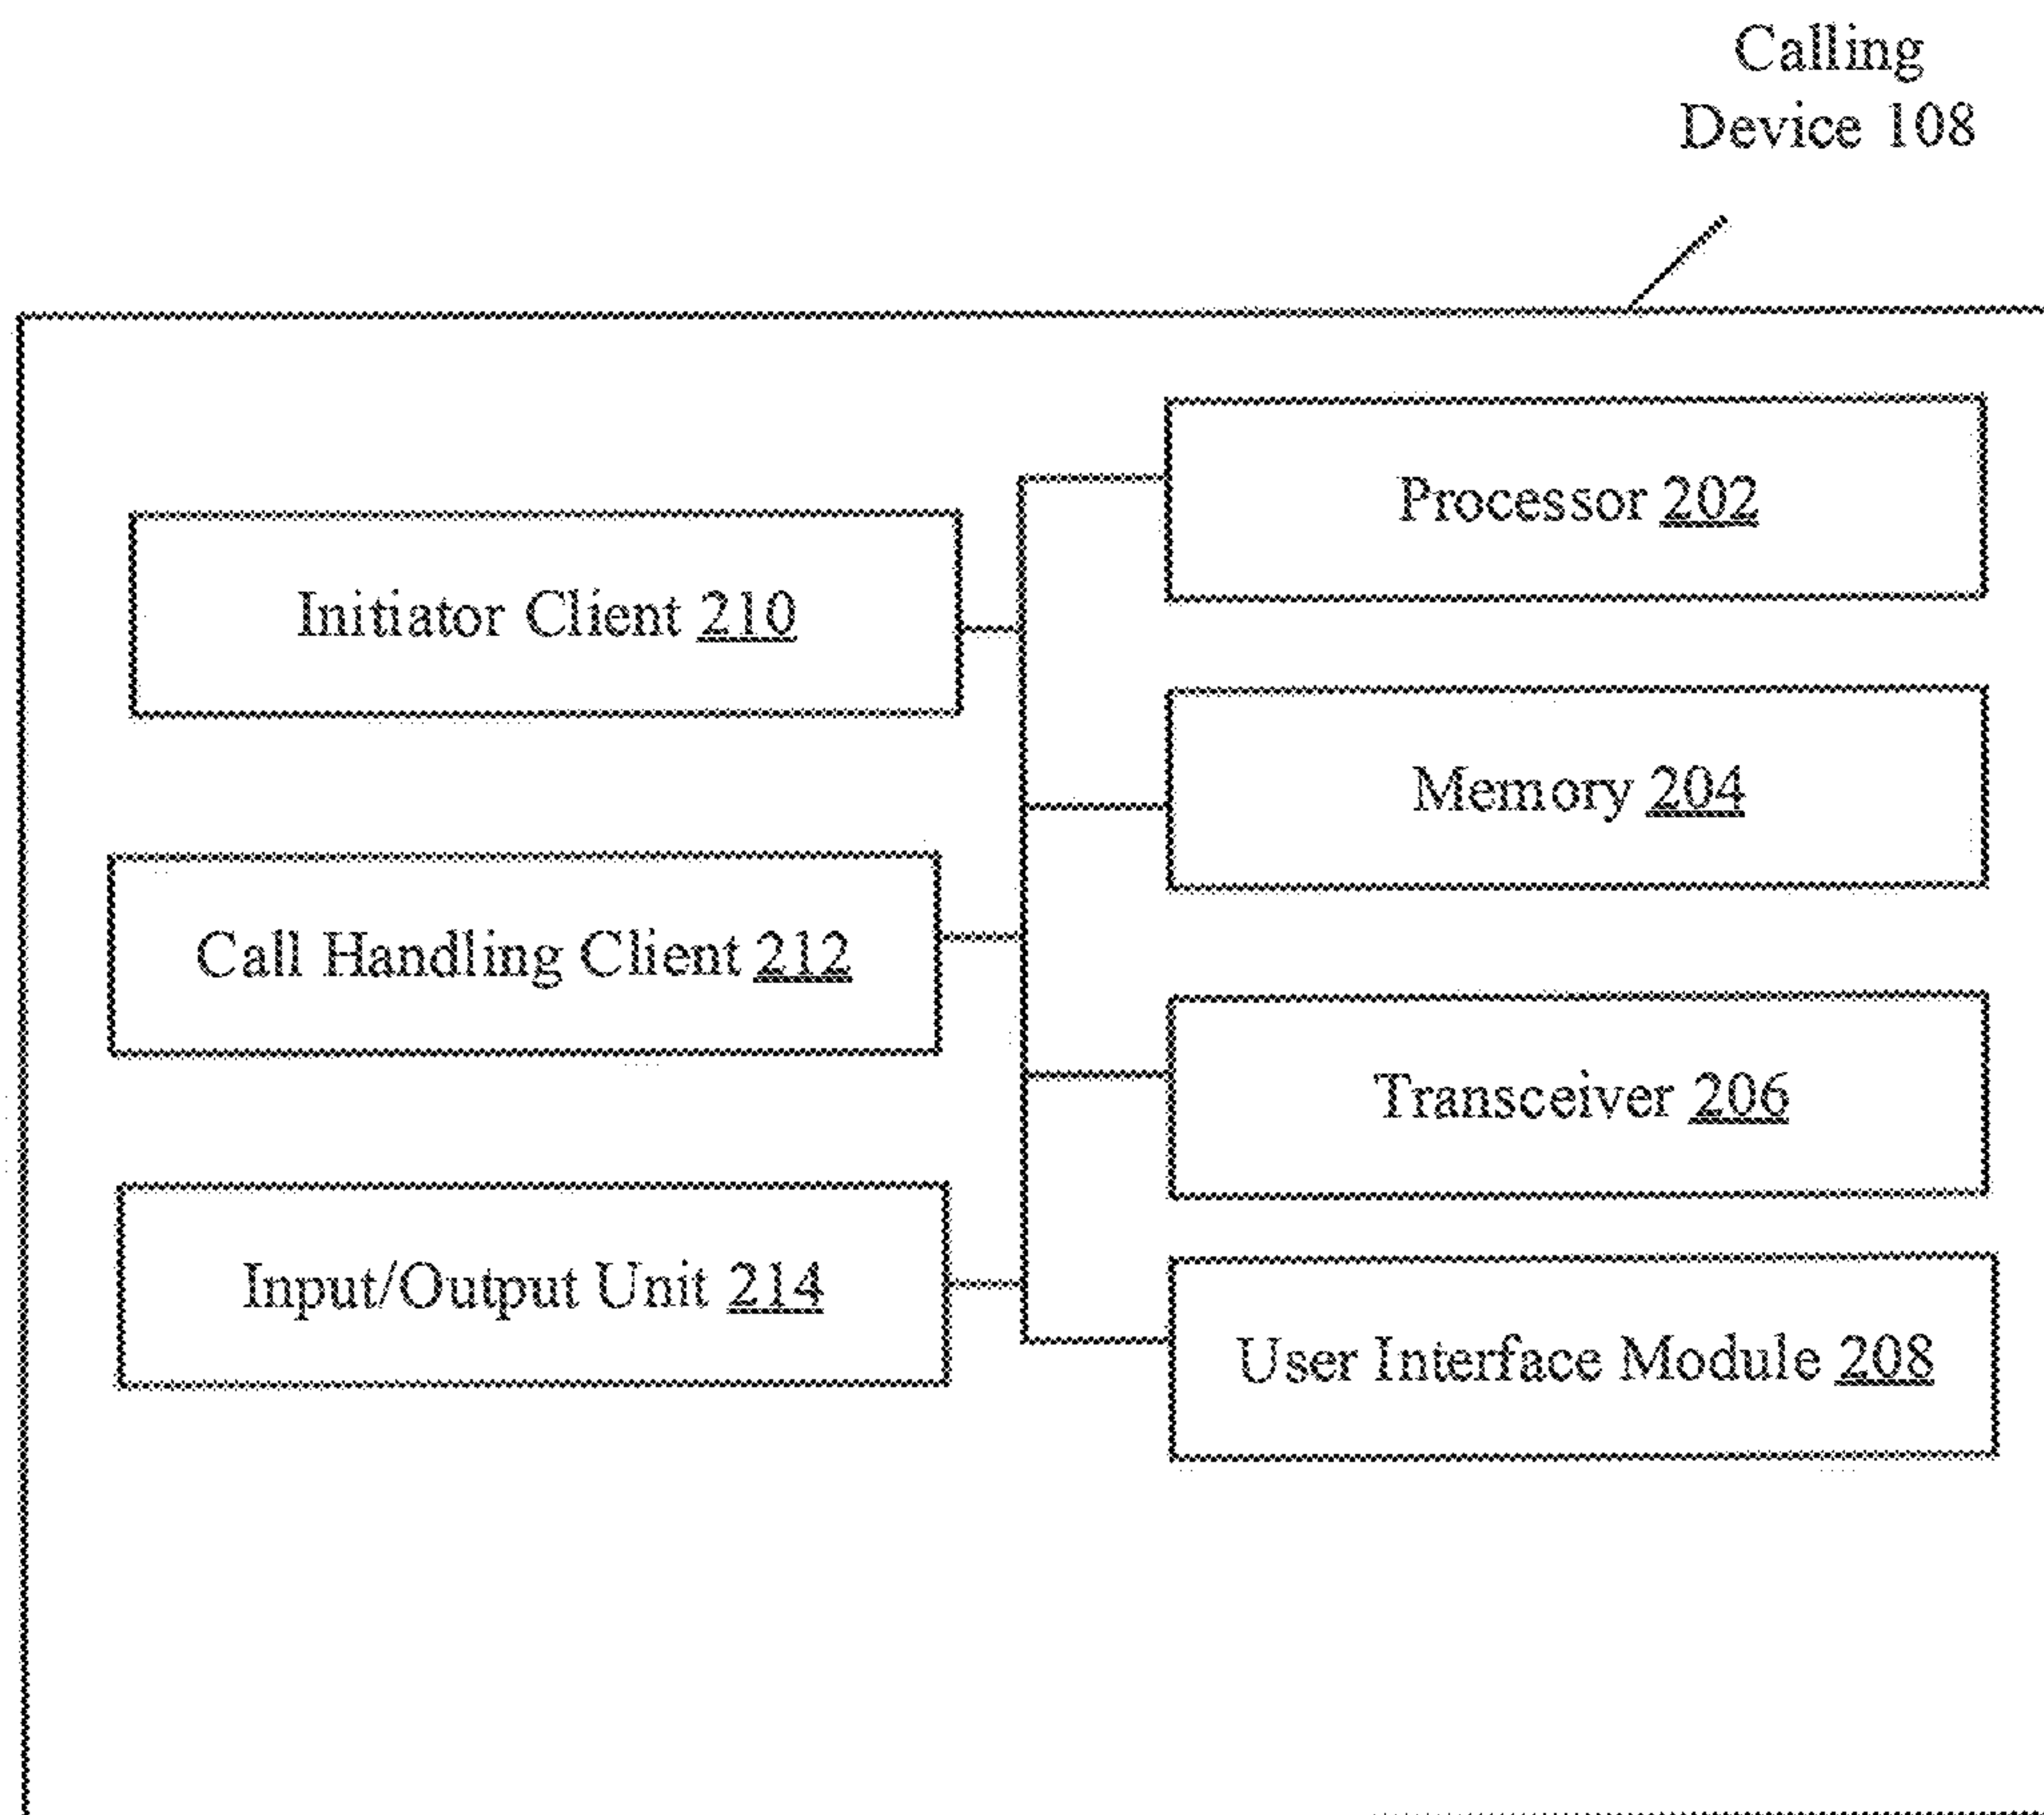 Calling
Device 108
Processor 202
Initiator Client 210
Memory 204
Call Handling Client 212
Transceiver 206
Input/Output Unit 214
User Interface Module 208